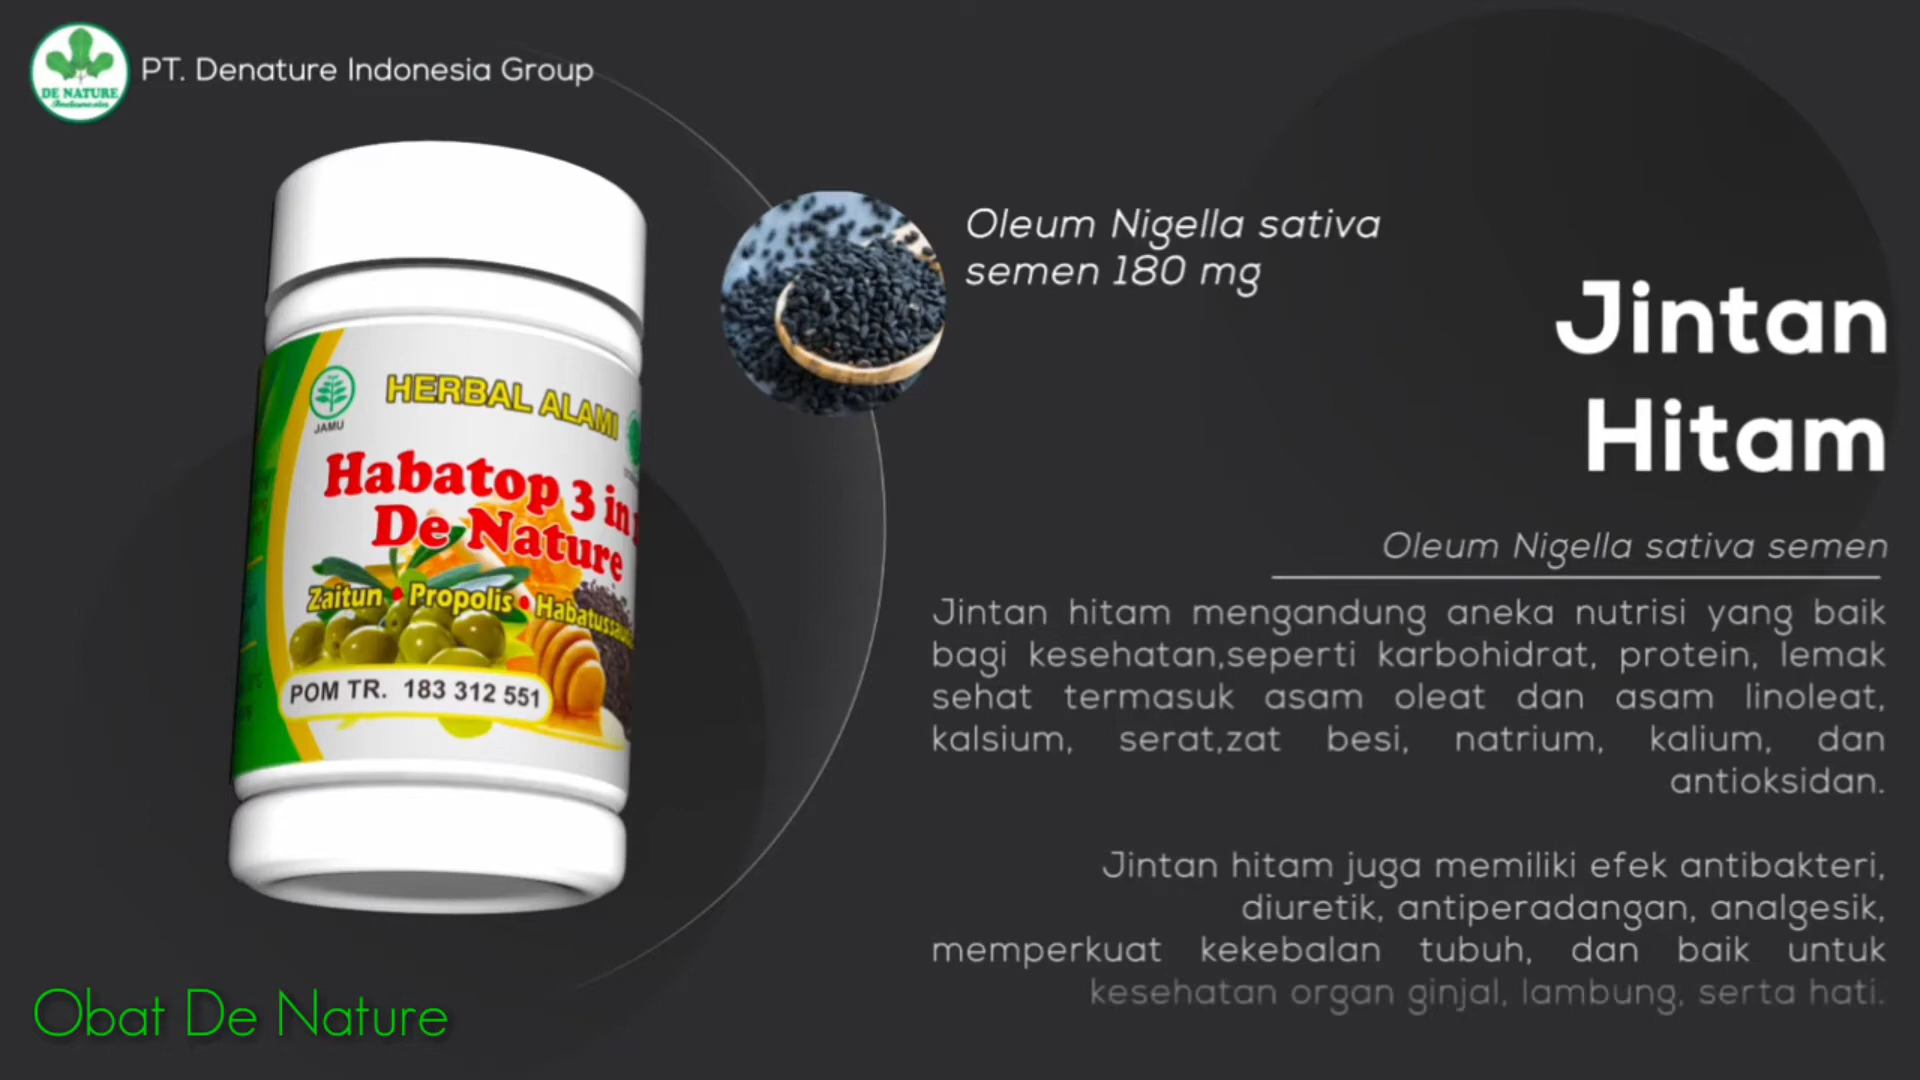 PT. Denature Indonesia Group
DE NATURE
HERBAL ALAMI
JAMU
Habatop 3 in 1
De Nature
Zaitun • Propolis • Habatussauda
POM TR. 183 312 551
Oleum Nigella sativa
semen 180 mg
Jintan
Hitam
Oleum Nigella sativa semen
Jintan hitam mengandung aneka nutrisi yang baik
bagi kesehatan,seperti karbohidrat, protein, lemak
sehat termasuk asam oleat dan asam linoleat,
kalsium, serat,zat besi, natrium, kalium, dan
antioksidan.
Jintan hitam juga memiliki efek antibakteri,
diuretik, antiperadangan, analgesik,
memperkuat kekebalan tubuh, dan baik untuk
kesehatan organ ginjal, lambung, serta hati.
Obat De Nature